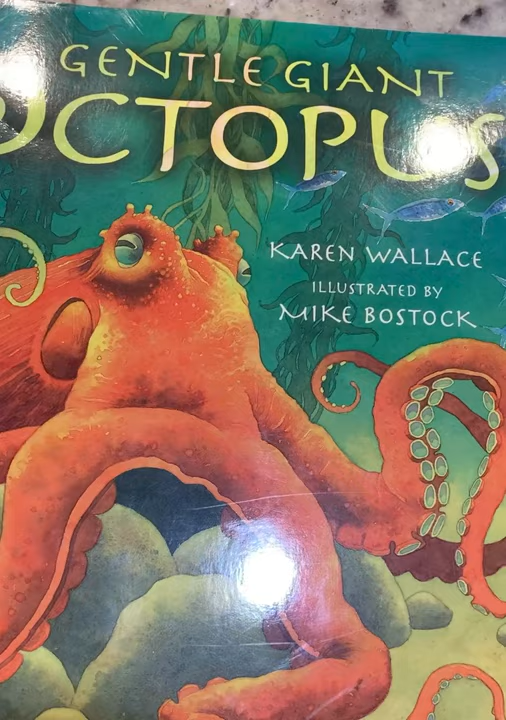 GENTLE GIANT
OCTOPUS
KAREN WALLACE
ILLUSTRATED BY
MIKE BOSTOCK